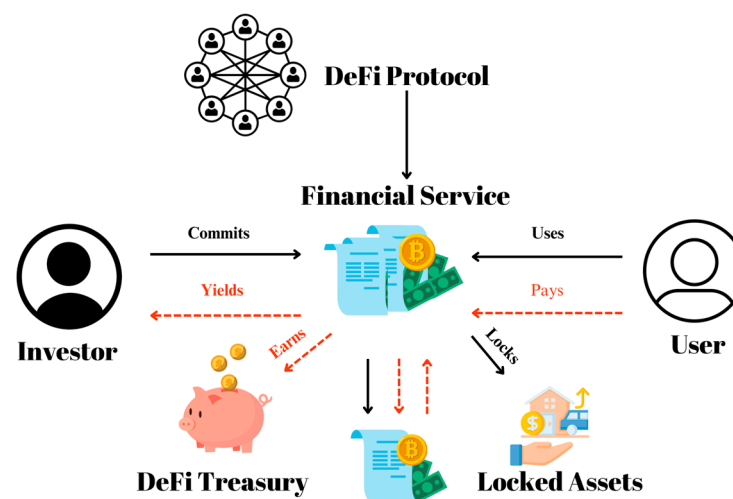 DeFi Protocol
Financial Service
Commits
Uses
Yields
Pays
Investor
Earns
Locks
User
DeFi Treasury
Locked Assets